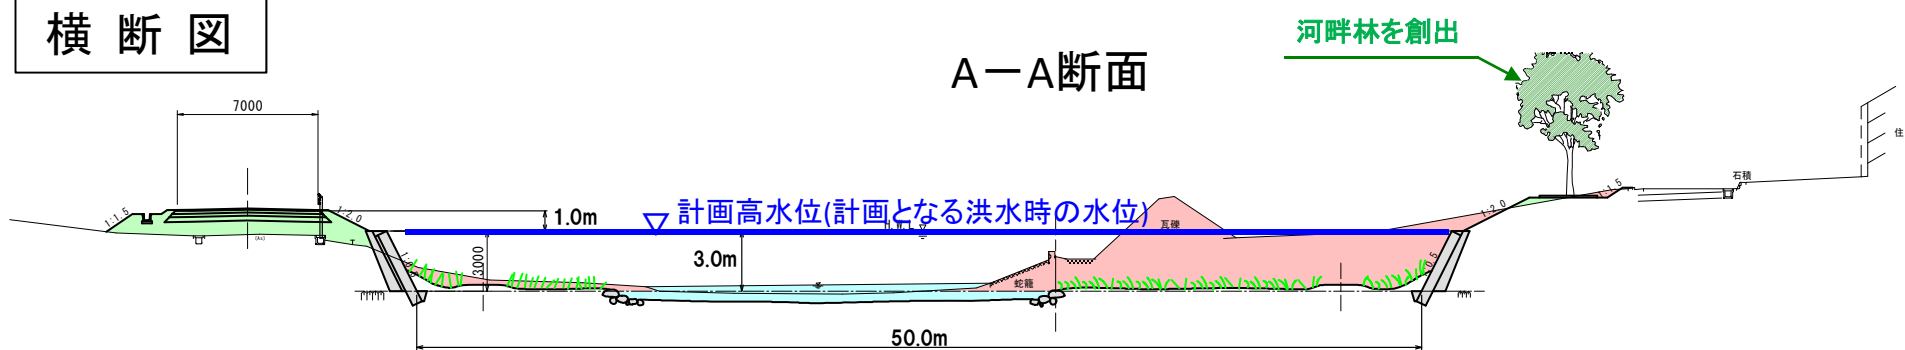 横 断 図
河畔林を創出
A－A断面
7000
1:1.5
1:2.0
1.0m
計画高水位(計画となる洪水時の水位)
H.W.L
瓦礫
1:2.0
1:1.5
石積
住
3000
3.0m
蛇籠
50.0m